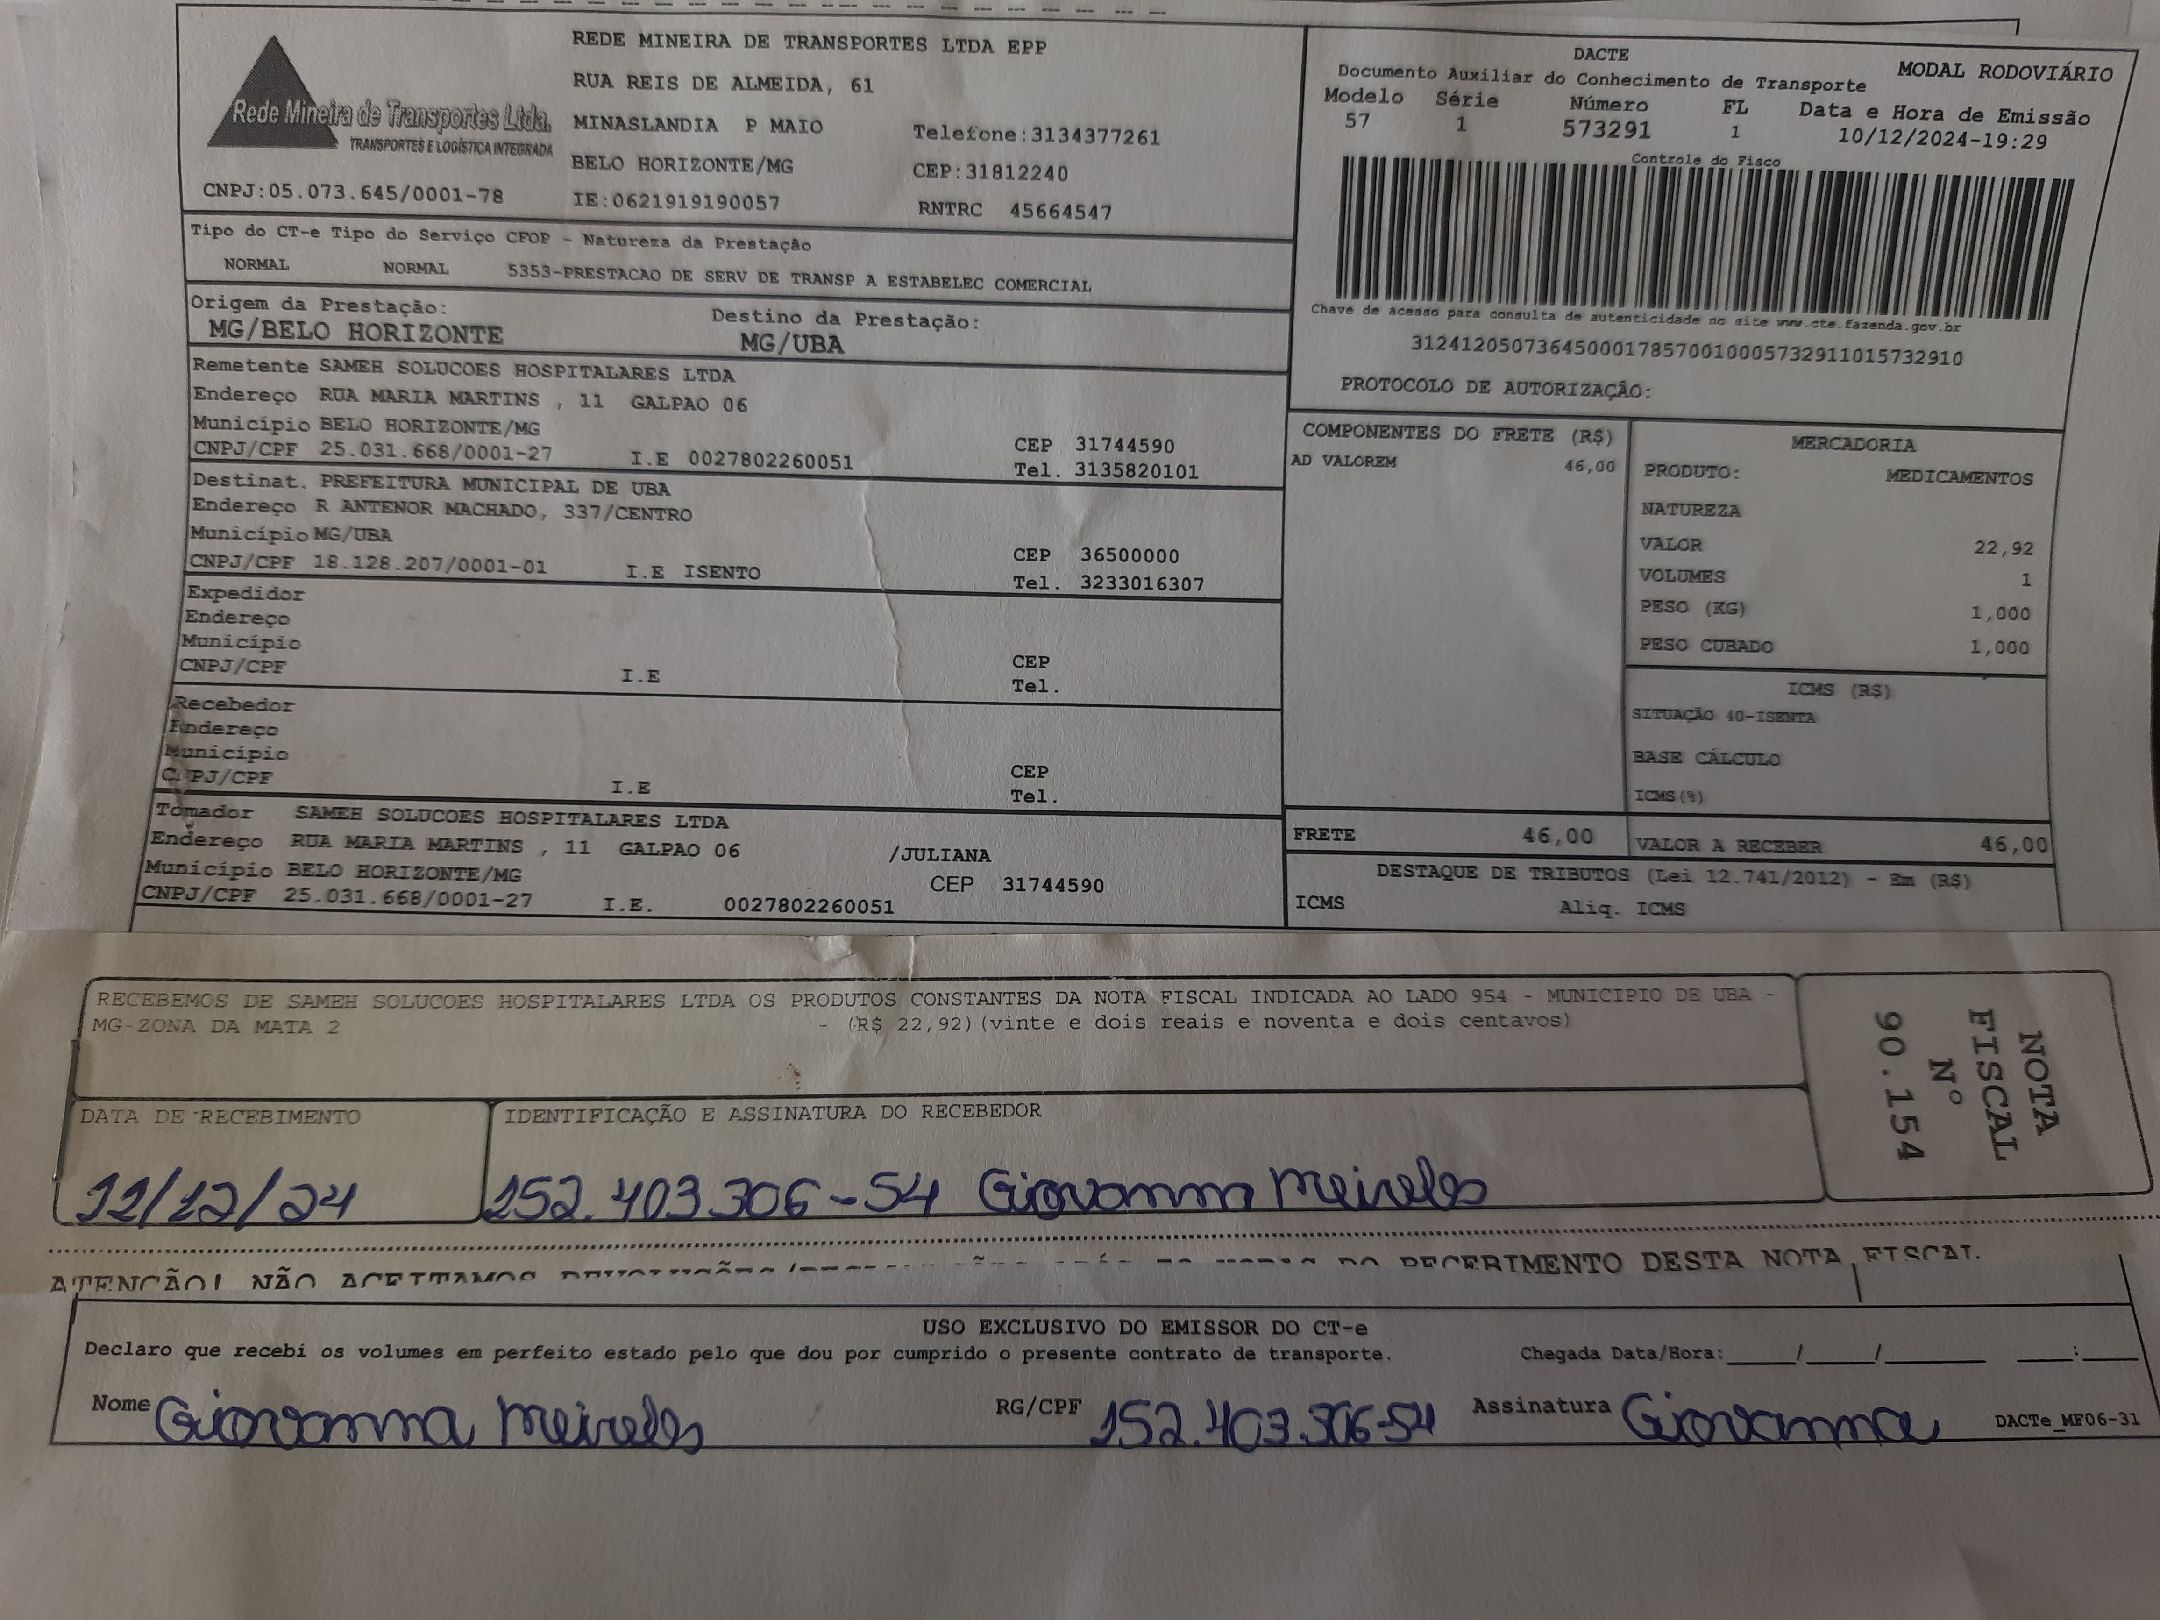 REDE MINEIRA DE TRANSPORTES LTDA EPP
RUA REIS DE ALMEIDA, 61
Rede Mineira de Transportes Ltda.
TRANSPORTES E LOGÍSTICA INTEGRADA
MINASLANDIA P MAIO Telefone:3134377261
BELO HORIZONTE/MG CEP:31812240
CNPJ:05.073.645/0001-78 IE:0621919190057 RNTRC 45664547
DACTE
Documento Auxiliar do Conhecimento de Transporte MODAL RODOVIÁRIO
Modelo Série Número FL Data e Hora de Emissão
57 1 573291 1 10/12/2024-19:29
Controle do Fisco
Chave de acesso para consulta de autenticidade no site www.cte.fazenda.gov.br
31241205073645000178570010005732911015732910
PROTOCOLO DE AUTORIZAÇÃO:
Tipo do CT-e Tipo do Serviço CFOP - Natureza da Prestação
NORMAL NORMAL 5353-PRESTACAO DE SERV DE TRANSP A ESTABELEC COMERCIAL
Origem da Prestação: Destino da Prestação:
MG/BELO HORIZONTE MG/UBA
Remetente SAMEH SOLUCOES HOSPITALARES LTDA
Endereço RUA MARIA MARTINS , 11 GALPAO 06
Município BELO HORIZONTE/MG CEP 31744590
CNPJ/CPF 25.031.668/0001-27 I.E 0027802260051 Tel. 3135820101
Destinat. PREFEITURA MUNICIPAL DE UBA
Endereço R ANTENOR MACHADO, 337/CENTRO
Município MG/UBA CEP 36500000
CNPJ/CPF 18.128.207/0001-01 I.E ISENTO Tel. 3233016307
Expedidor
Endereço
Município CEP
CNPJ/CPF I.E Tel.
Recebedor
Endereço
Município CEP
CNPJ/CPF I.E Tel.
Tomador SAMEH SOLUCOES HOSPITALARES LTDA
Endereço RUA MARIA MARTINS , 11 GALPAO 06 /JULIANA
Município BELO HORIZONTE/MG CEP 31744590
CNPJ/CPF 25.031.668/0001-27 I.E. 0027802260051
COMPONENTES DO FRETE (R$)
AD VALOREM 46,00
MERCADORIA
PRODUTO: MEDICAMENTOS
NATUREZA
VALOR 22,92
VOLUMES 1
PESO (KG) 1,000
PESO CUBADO 1,000
ICMS (R$)
SITUAÇÃO 40-ISENTA
BASE CÁLCULO
ICMS(%)
FRETE 46,00 VALOR A RECEBER 46,00
DESTAQUE DE TRIBUTOS (Lei 12.741/2012) - Em (R$)
ICMS Aliq. ICMS
RECEBEMOS DE SAMEH SOLUCOES HOSPITALARES LTDA OS PRODUTOS CONSTANTES DA NOTA FISCAL INDICADA AO LADO 954 - MUNICIPIO DE UBA -
MG-ZONA DA MATA 2 - (R$ 22,92)(vinte e dois reais e noventa e dois centavos)
NOTA
FISCAL
Nº
90.154
DATA DE RECEBIMENTO IDENTIFICAÇÃO E ASSINATURA DO RECEBEDOR
12/12/24 152.403.306-54 Giovanna Meireles
ATENÇÃO! NÃO ACEITAMOS DO RECEBIMENTO DESTA NOTA FISCAL.
USO EXCLUSIVO DO EMISSOR DO CT-e
Declaro que recebi os volumes em perfeito estado pelo que dou por cumprido o presente contrato de transporte. Chegada Data/Hora:____/____/______ ___:____
Nome Giovanna Meireles RG/CPF 152.403.306-54 Assinatura Giovanna DACTe_MF06-31